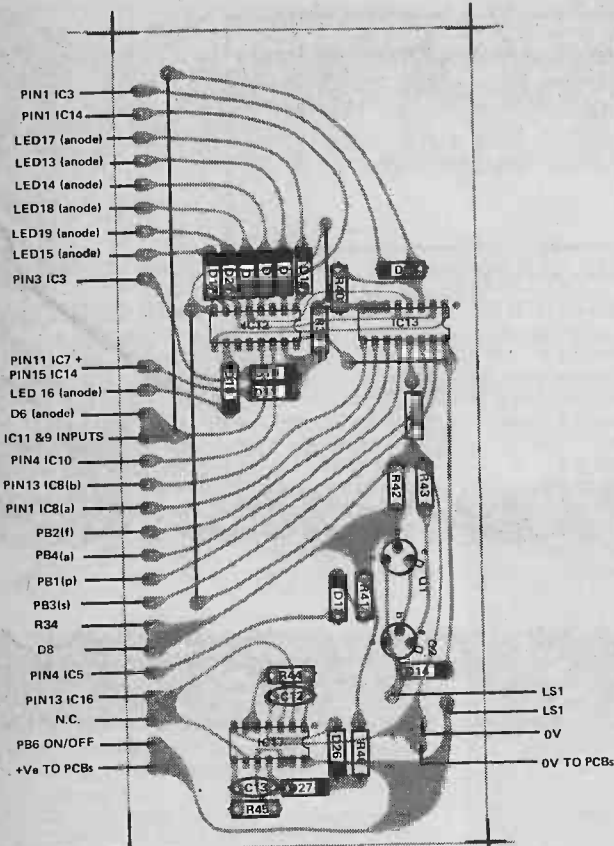 PIN1 IC3
PIN1 IC14
LED17 (anode)
LED13 (anode)
LED14 (anode)
LED18 (anode)
LED19 (anode)
LED15 (anode)
PIN3 IC3
PIN11 IC7 +
PIN15 IC14
LED 16 (anode)
D6 (anode)
IC11 & 9 INPUTS
PIN4 IC10
PIN13 IC8(b)
PIN1 IC8(a)
PB2(f)
PB4(a)
PB1(p)
PB3(s)
R34
D8
PIN4 IC5
PIN13 IC16
N.C.
PB6 ON/OFF
+Ve TO PCBs
R40
IC12
IC13
R42
R43
Q1
R41
Q2
R44
C12
LS1
LS1
0V
0V TO PCBs
D26
C13
R45